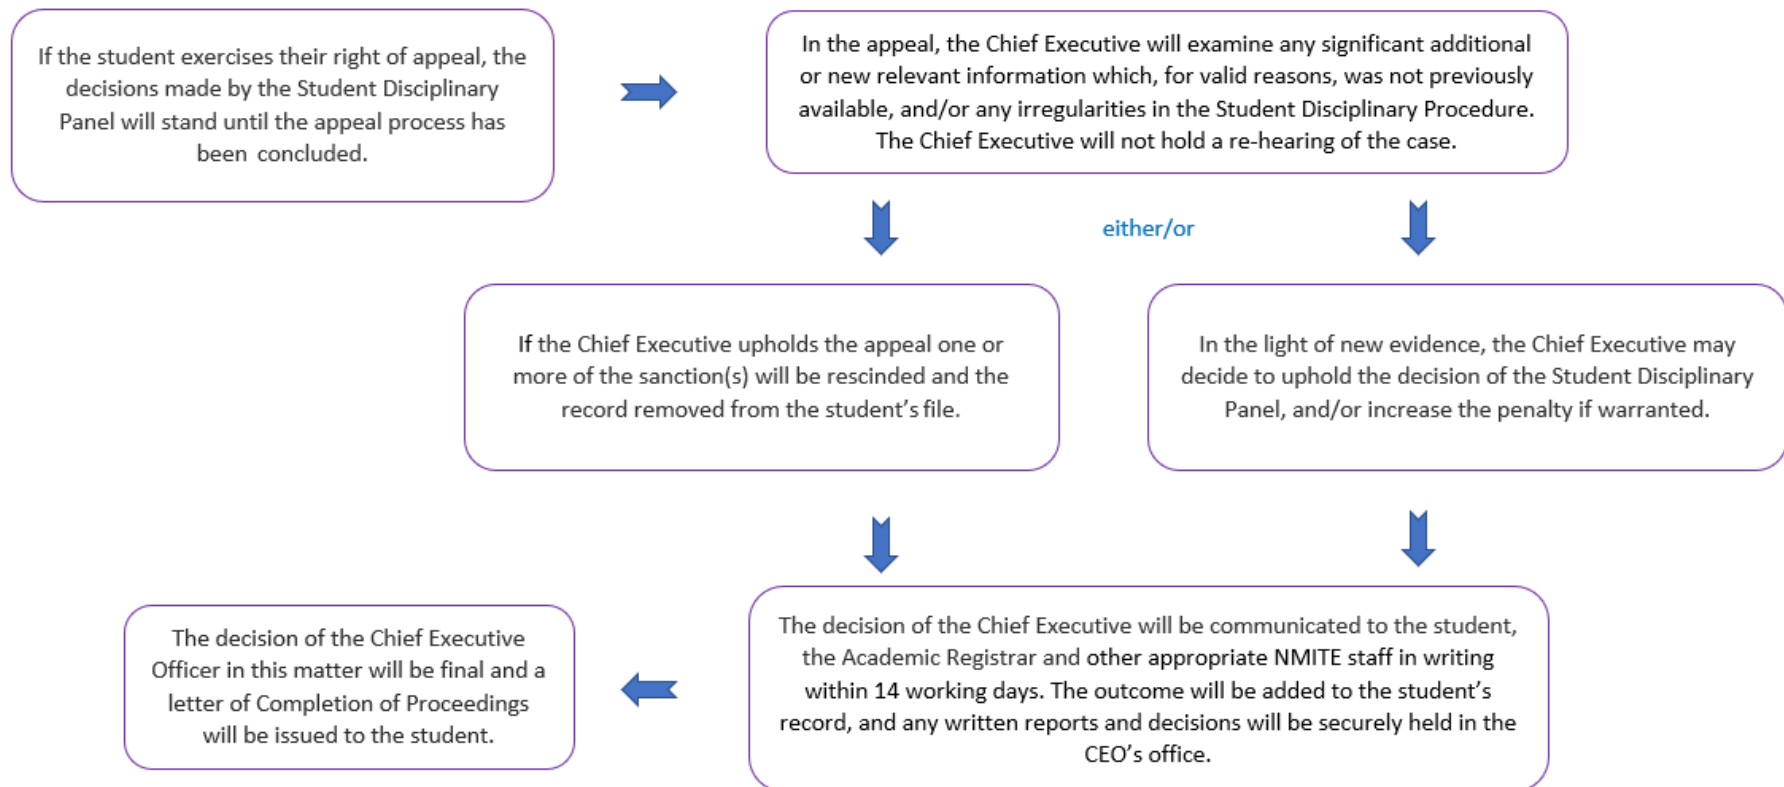 If the student exercises their right of appeal, the
decisions made by the Student Disciplinary
Panel will stand until the appeal process has
been concluded.
In the appeal, the Chief Executive will examine any significant additional
or new relevant information which, for valid reasons, was not previously
available, and/or any irregularities in the Student Disciplinary Procedure.
The Chief Executive will not hold a re-hearing of the case.
either/or
If the Chief Executive upholds the appeal one or
more of the sanction(s) will be rescinded and the
record removed from the student’s file.
In the light of new evidence, the Chief Executive may
decide to uphold the decision of the Student Disciplinary
Panel, and/or increase the penalty if warranted.
The decision of the Chief Executive will be communicated to the student,
the Academic Registrar and other appropriate NMITE staff in writing
within 14 working days. The outcome will be added to the student’s
record, and any written reports and decisions will be securely held in the
CEO’s office.
The decision of the Chief Executive
Officer in this matter will be final and a
letter of Completion of Proceedings
will be issued to the student.